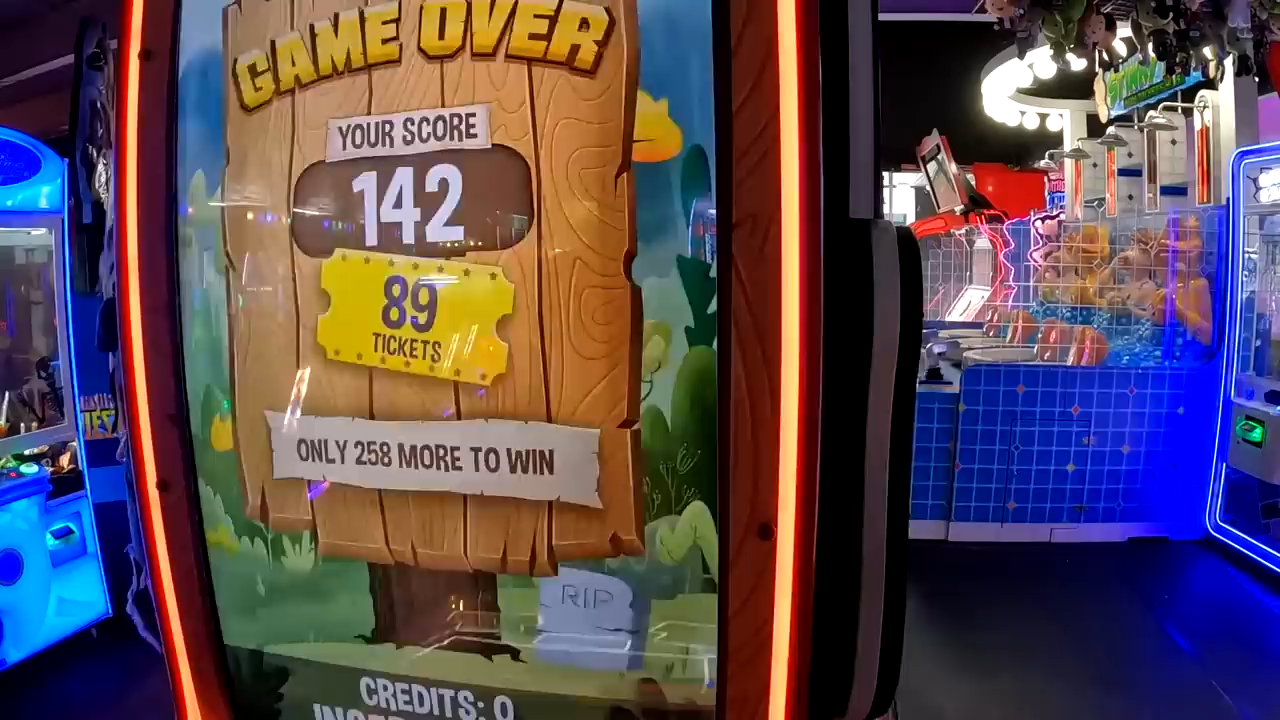 GAME OVER
YOUR SCORE
142
89
TICKETS
ONLY 258 MORE TO WIN
RIP
CREDITS: 0